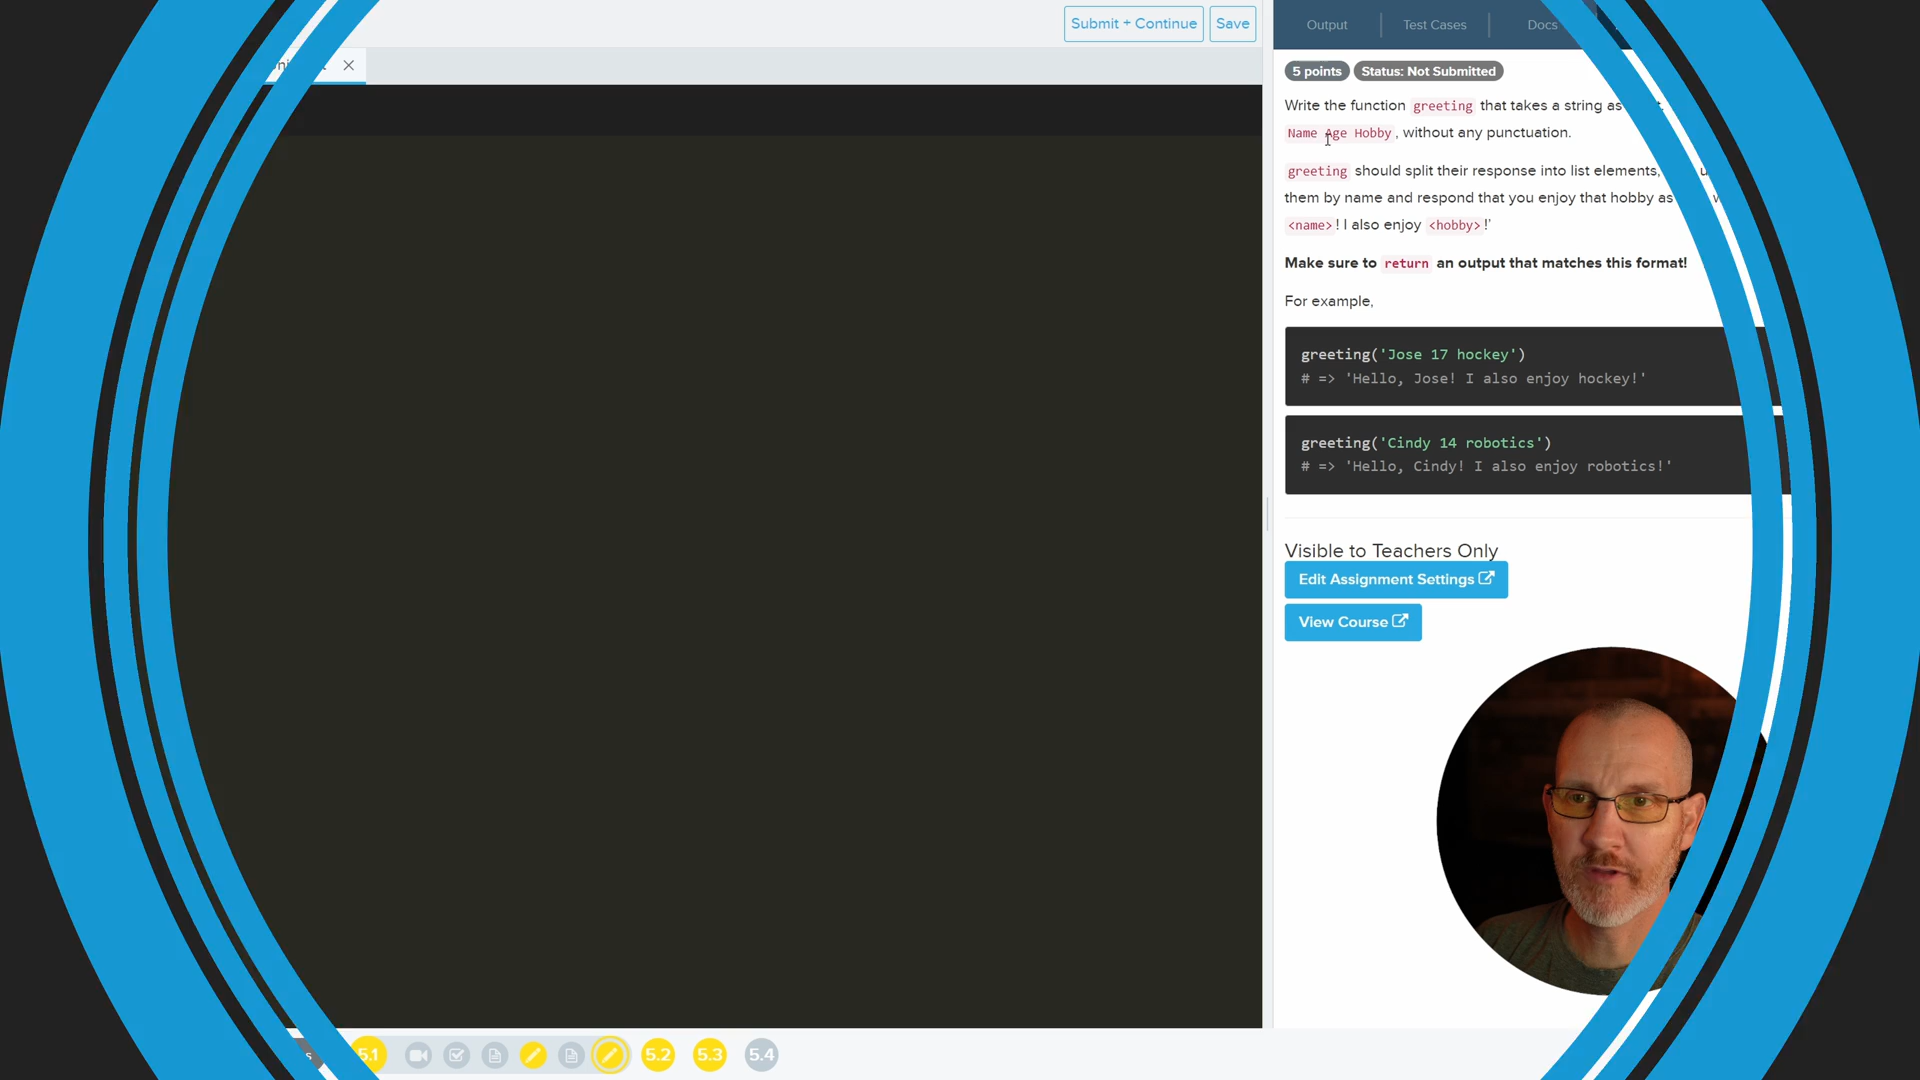 Submit + Continue
Save
Output
Test Cases
Docs
5 points
Status: Not Submitted
Write the function greeting that takes a string as
Name Age Hobby, without any punctuation.
greeting should split their response into list elements,
them by name and respond that you enjoy that hobby as
<name>! I also enjoy <hobby>!'
Make sure to return an output that matches this format!
For example,
greeting('Jose 17 hockey')
# => 'Hello, Jose! I also enjoy hockey!'
greeting('Cindy 14 robotics')
# => 'Hello, Cindy! I also enjoy robotics!'
Visible to Teachers Only
Edit Assignment Settings
View Course
5.1
5.2
5.3
5.4